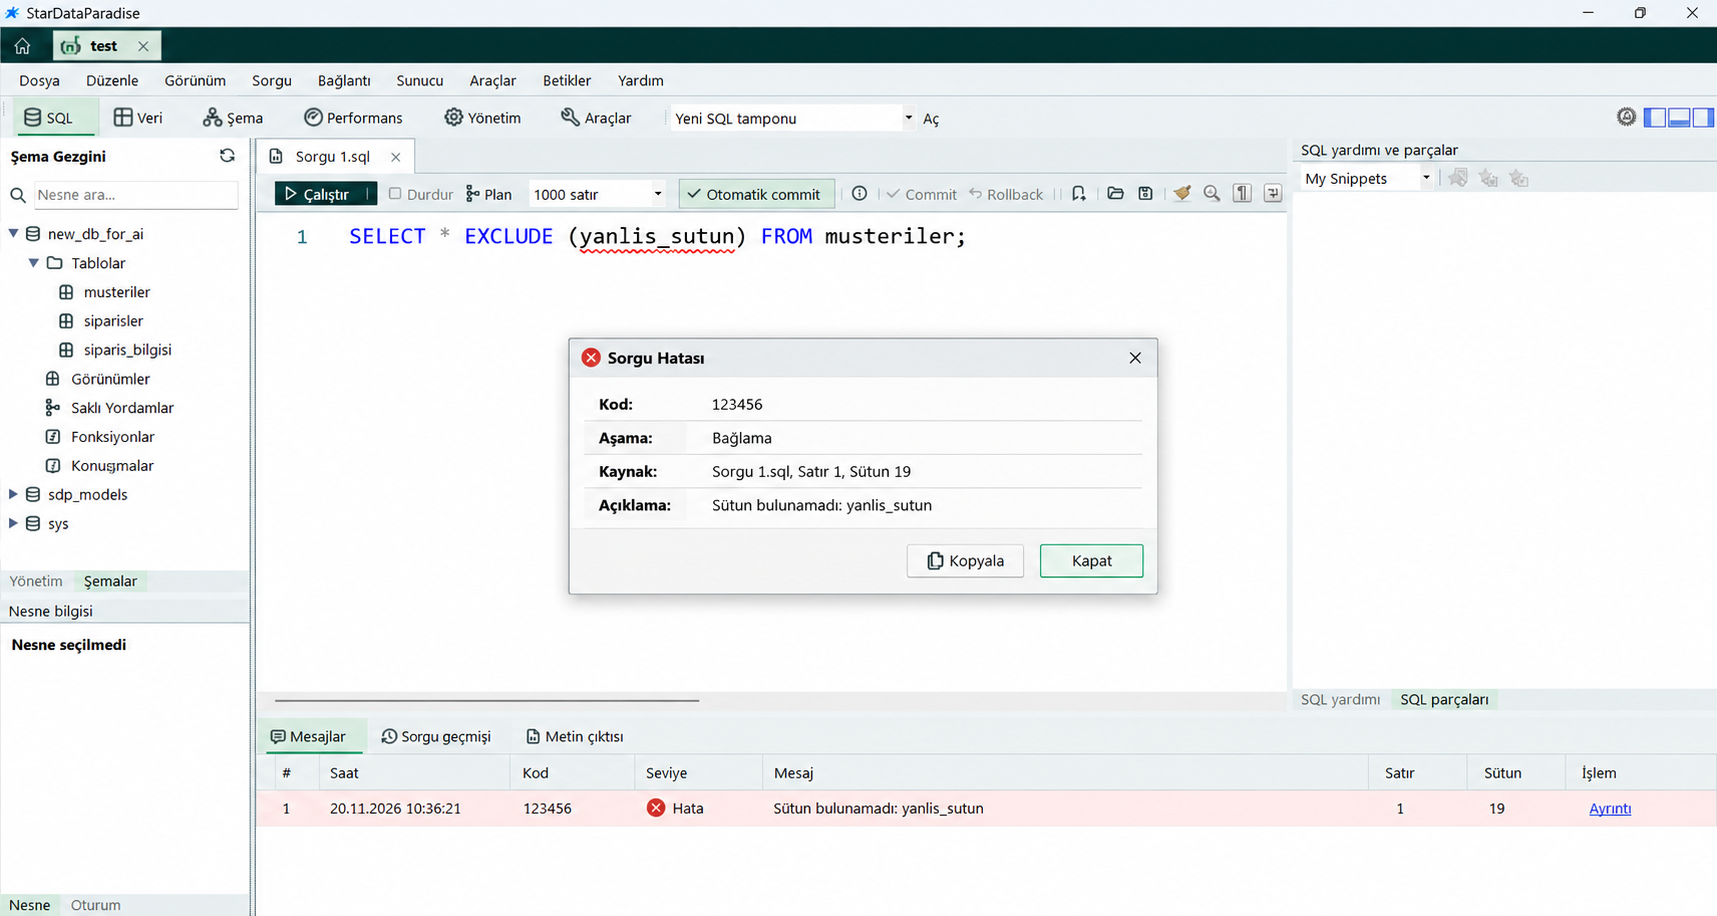 StarDataParadise
test
Dosya Düzenle Görünüm Sorgu Bağlantı Sunucu Araçlar Betikler Yardım
SQL Veri Şema Performans Yönetim Araçlar Yeni SQL tamponu Aç
Şema Gezgini
Nesne ara...
new_db_for_ai
Tablolar
musteriler
siparisler
siparis_bilgisi
Görünümler
Saklı Yordamlar
Fonksiyonlar
Konuşmalar
sdp_models
sys
Yönetim Şemalar
Nesne bilgisi
Nesne seçilmedi
Nesne Oturum
Sorgu 1.sql
Çalıştır Durdur Plan 1000 satır Otomatik commit Commit Rollback
1 SELECT * EXCLUDE (yanlis_sutun) FROM musteriler;
Sorgu Hatası
Kod: 123456
Aşama: Bağlama
Kaynak: Sorgu 1.sql, Satır 1, Sütun 19
Açıklama: Sütun bulunamadı: yanlis_sutun
Kopyala Kapat
SQL yardımı ve parçalar
My Snippets
SQL yardımı SQL parçaları
Mesajlar Sorgu geçmişi Metin çıktısı
# Saat Kod Seviye Mesaj Satır Sütun İşlem
1 20.11.2026 10:36:21 123456 Hata Sütun bulunamadı: yanlis_sutun 1 19 Ayrıntı